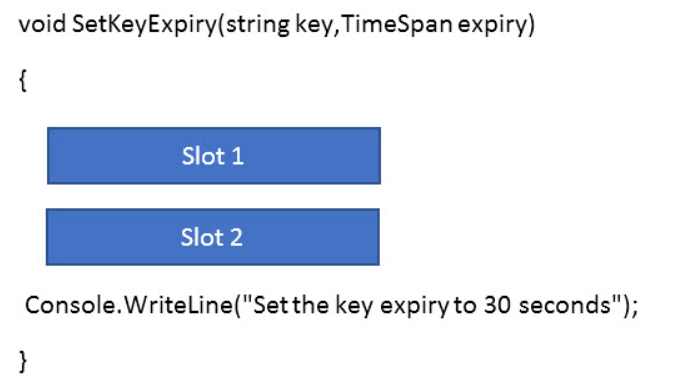 void SetKeyExpiry(string key,TimeSpan expiry)
{
Slot 1
Slot 2
Console.WriteLine("Set the key expiry to 30 seconds");
}